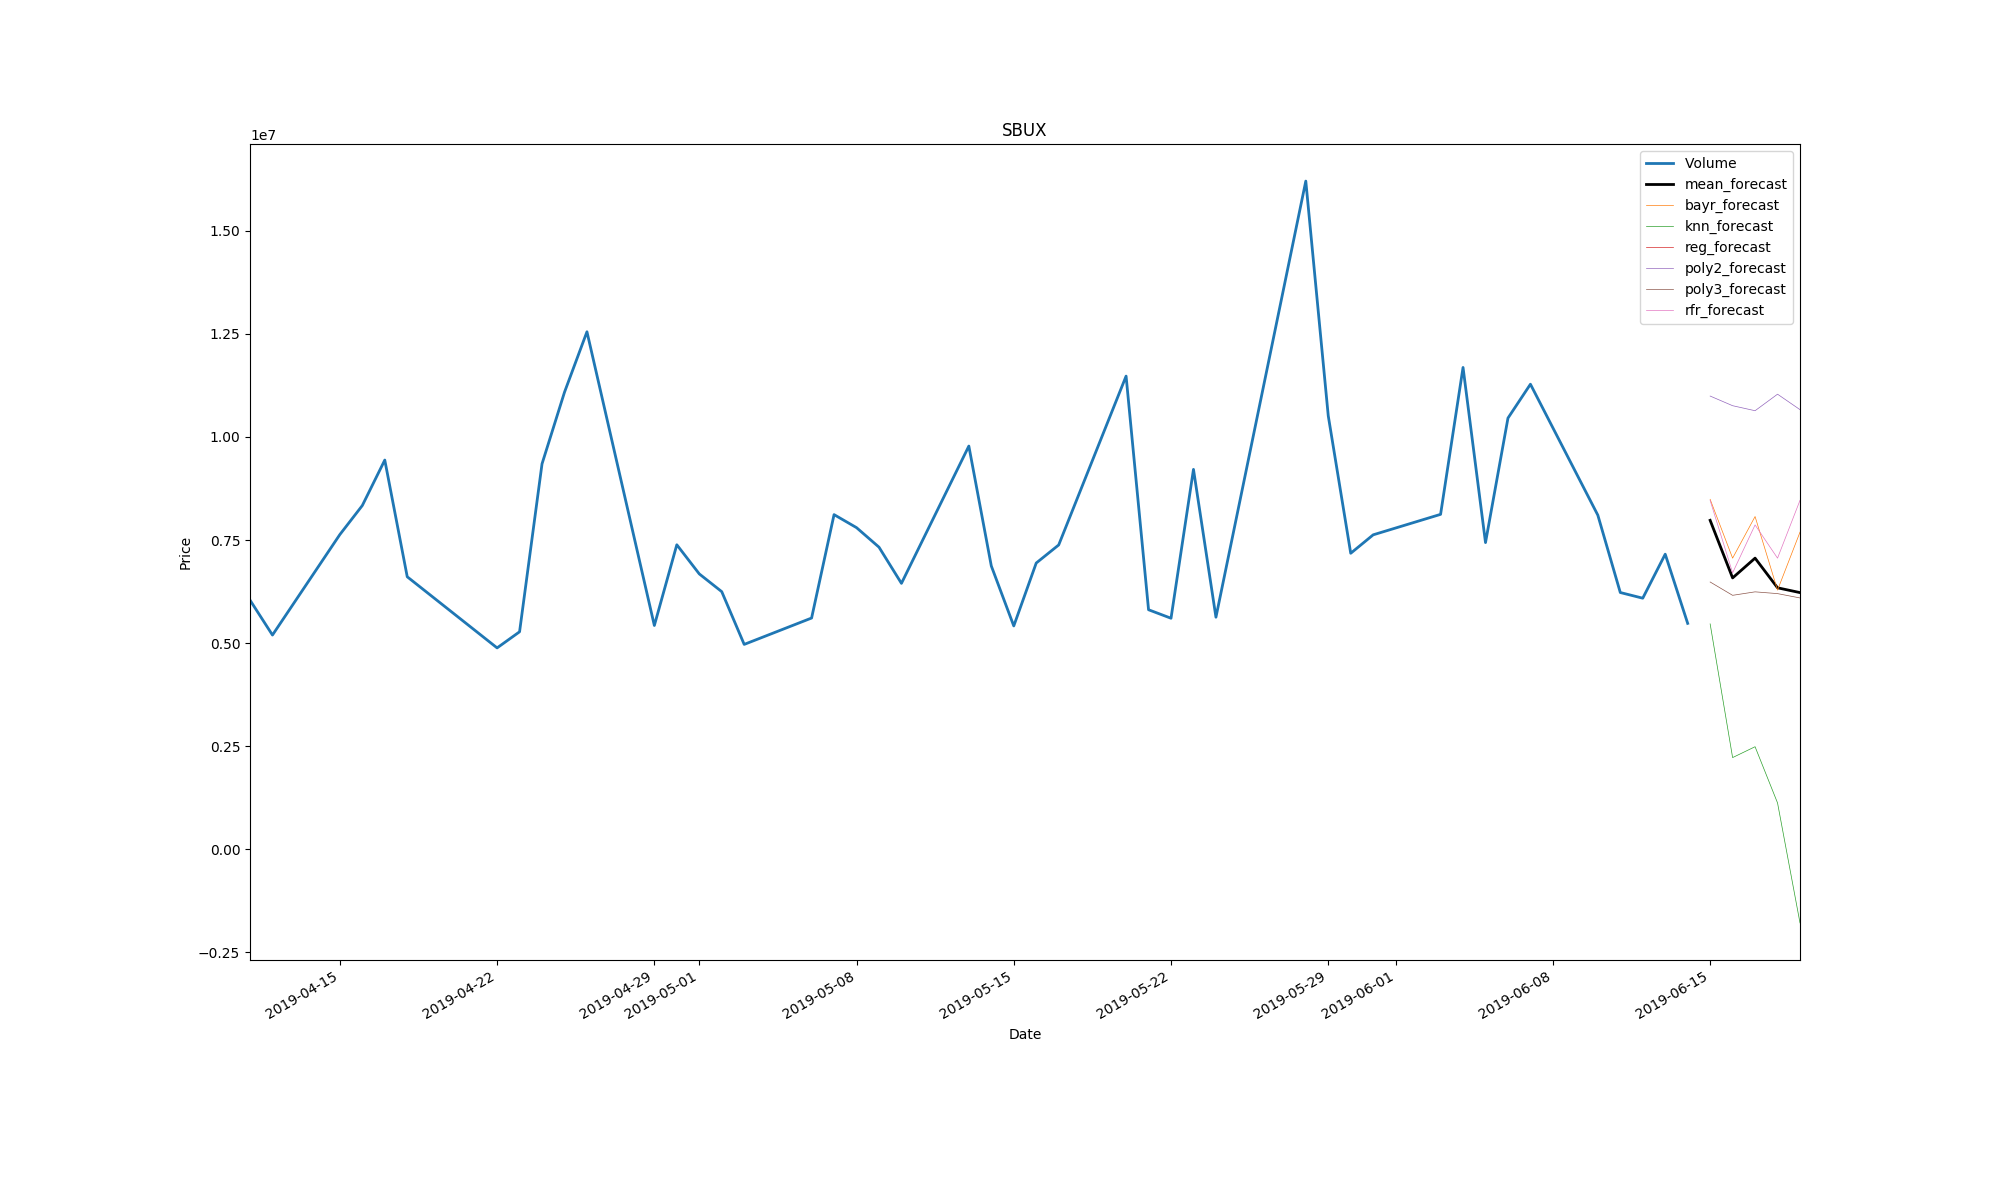 SBUX
1e7
Volume
mean_forecast
bayr_forecast
knn_forecast
reg_forecast
poly2_forecast
poly3_forecast
rfr_forecast
1.50
1.25
1.00
0.75
0.50
0.25
0.00
−0.25
Price
2019-04-15
2019-04-22
2019-04-29
2019-05-01
2019-05-08
2019-05-15
2019-05-22
2019-05-29
2019-06-01
2019-06-08
2019-06-15
Date